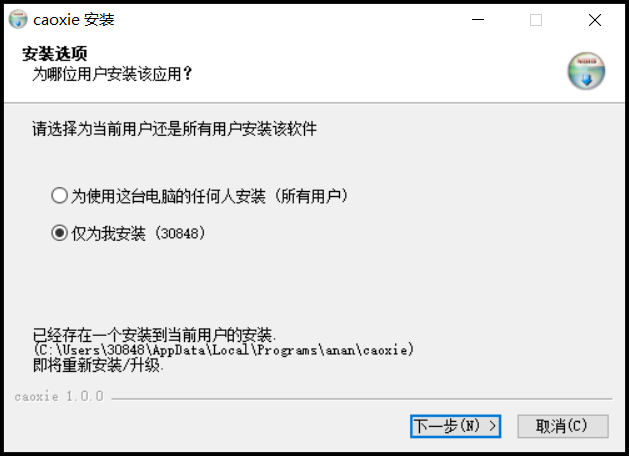 caoxie 安装
安装选项
为哪位用户安装该应用？
请选择为当前用户还是所有用户安装该软件
为使用这台电脑的任何人安装（所有用户）
仅为我安装（30848）
已经存在一个安装到当前用户的安装.
(C:\Users\30848\AppData\Local\Programs\anan\caoxie)
即将重新安装/升级.
caoxie 1.0.0
下一步(N) >
取消(C)